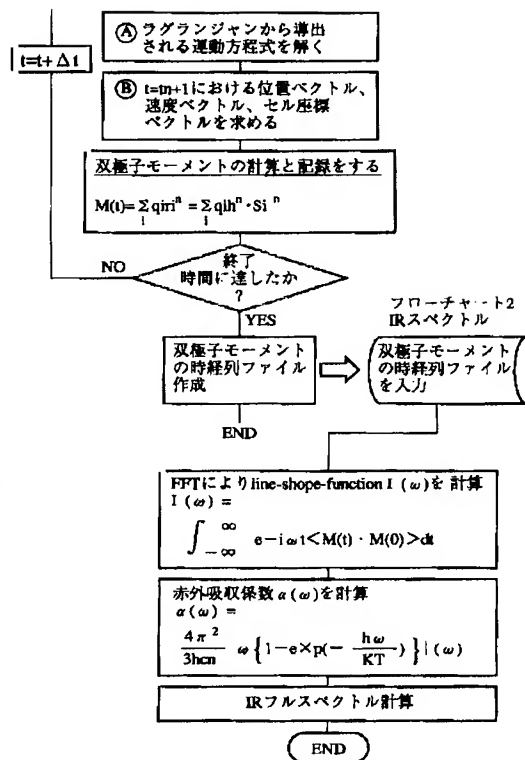 Ⓐ ラグランジャンから導出
される運動方程式を解く
t=t+Δt
Ⓑ t=tn+1における位置ベクトル、
速度ベクトル、セル座標
ベクトルを求める
双極子モーメントの計算と記録をする
M(t)=Σqiriⁿ = Σqihⁿ・Siⁿ
i i
NO
終了
時間に達したか
?
YES
フローチャート2
IRスペクトル
双極子モーメント
の時経列ファイル
作成
双極子モーメント
の時経列ファイル
を入力
END
FFTによりline-shope-function I (ω)を 計算
I (ω) =
∫ ∞ −∞ e−iωt<M(t)・M(0)>dt
赤外吸収係数 α(ω)を計算
α(ω) =
4π² / 3hcn ω {1−e×p(− hω / KT )} I (ω)
IRフルスペクトル計算
END